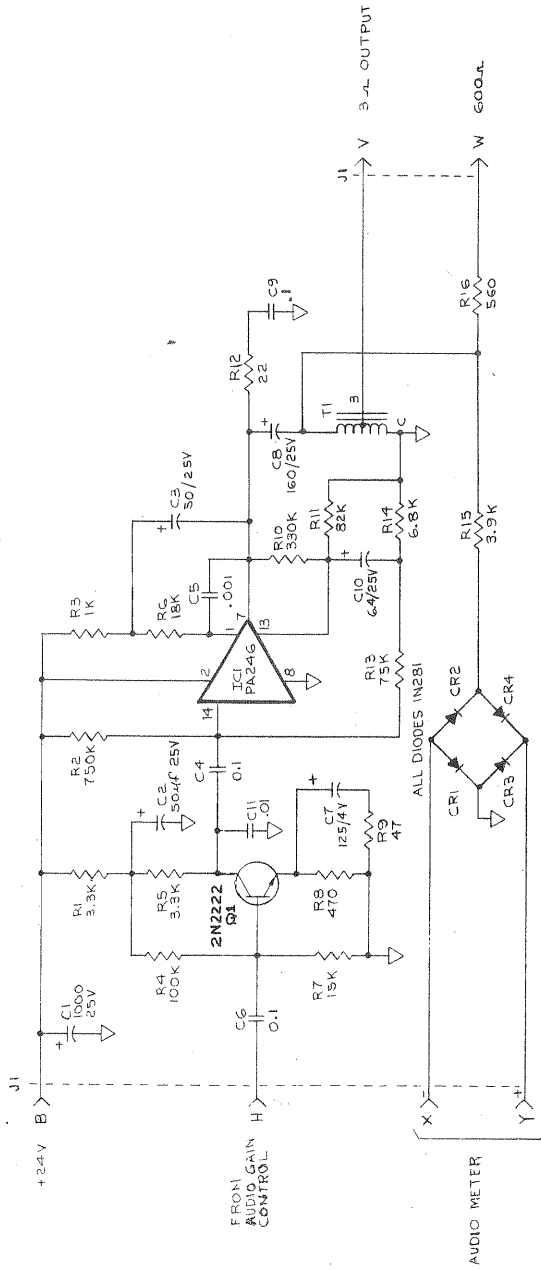 J1
+24V
B
C1
1000
25V
+
R1
3.3K
R2
750K
R3
1K
C2
50µf 25V
+
R4
100K
R5
3.3K
2N2222
Q1
C11
.01
C4
0.1
14
2
IC1
PA246
8
1
7
13
R6
18K
C3
50/25V
+
C5
.001
R10
330K
R12
22
C9
.1
FROM
AUDIO GAIN
CONTROL
H
C6
0.1
R7
15K
R8
470
C7
125/4V
+
R9
47
R13
75K
C10
64/25V
+
R11
82K
R14
6.8K
C8
160/25V
+
T1
3
C
J1
V 3Ω OUTPUT
W 600Ω
R16
560
R15
3.9K
ALL DIODES IN281
CR1
CR2
CR3
CR4
X
-
Y
+
AUDIO METER